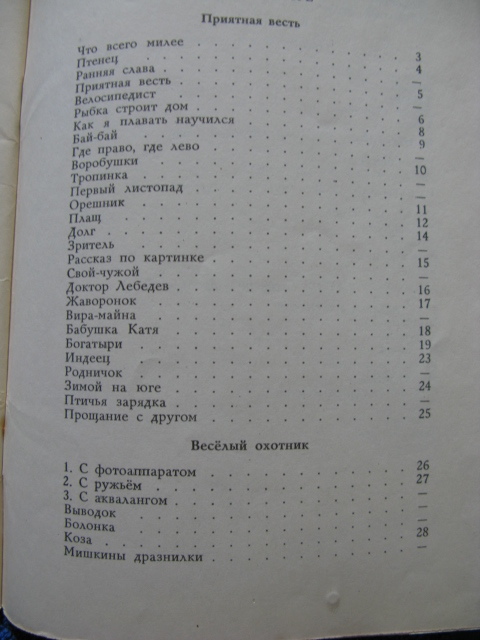 Приятная весть
Что всего милее . . . . . . . . . . 3
Птенец . . . . . . . . . . 4
Ранняя слава . . . . . . . . . . —
Приятная весть . . . . . . . . . . 5
Велосипедист . . . . . . . . . . —
Рыбка строит дом . . . . . . . . . . 6
Как я плавать научился . . . . . . . . . . 8
Бай-бай . . . . . . . . . . 9
Где право, где лево . . . . . . . . . . —
Воробушки . . . . . . . . . . 10
Тропинка . . . . . . . . . . —
Первый листопад . . . . . . . . . . —
Орешник . . . . . . . . . . 11
Плащ . . . . . . . . . . 12
Долг . . . . . . . . . . 14
Зритель . . . . . . . . . . —
Рассказ по картинке . . . . . . . . . . 15
Свой-чужой . . . . . . . . . . —
Доктор Лебедев . . . . . . . . . . 16
Жаворонок . . . . . . . . . . 17
Вира-майна . . . . . . . . . . —
Бабушка Катя . . . . . . . . . . 18
Богатыри . . . . . . . . . . 19
Индеец . . . . . . . . . . 23
Родничок . . . . . . . . . . —
Зимой на юге . . . . . . . . . . 24
Птичья зарядка . . . . . . . . . . —
Прощание с другом . . . . . . . . . . 25
Весёлый охотник
1. С фотоаппаратом . . . . . . . . . . 26
2. С ружьём . . . . . . . . . . 27
3. С аквалангом . . . . . . . . . . —
Выводок . . . . . . . . . . —
Болонка . . . . . . . . . . —
Коза . . . . . . . . . . 28
Мишкины дразнилки . . . . . . . . . . —